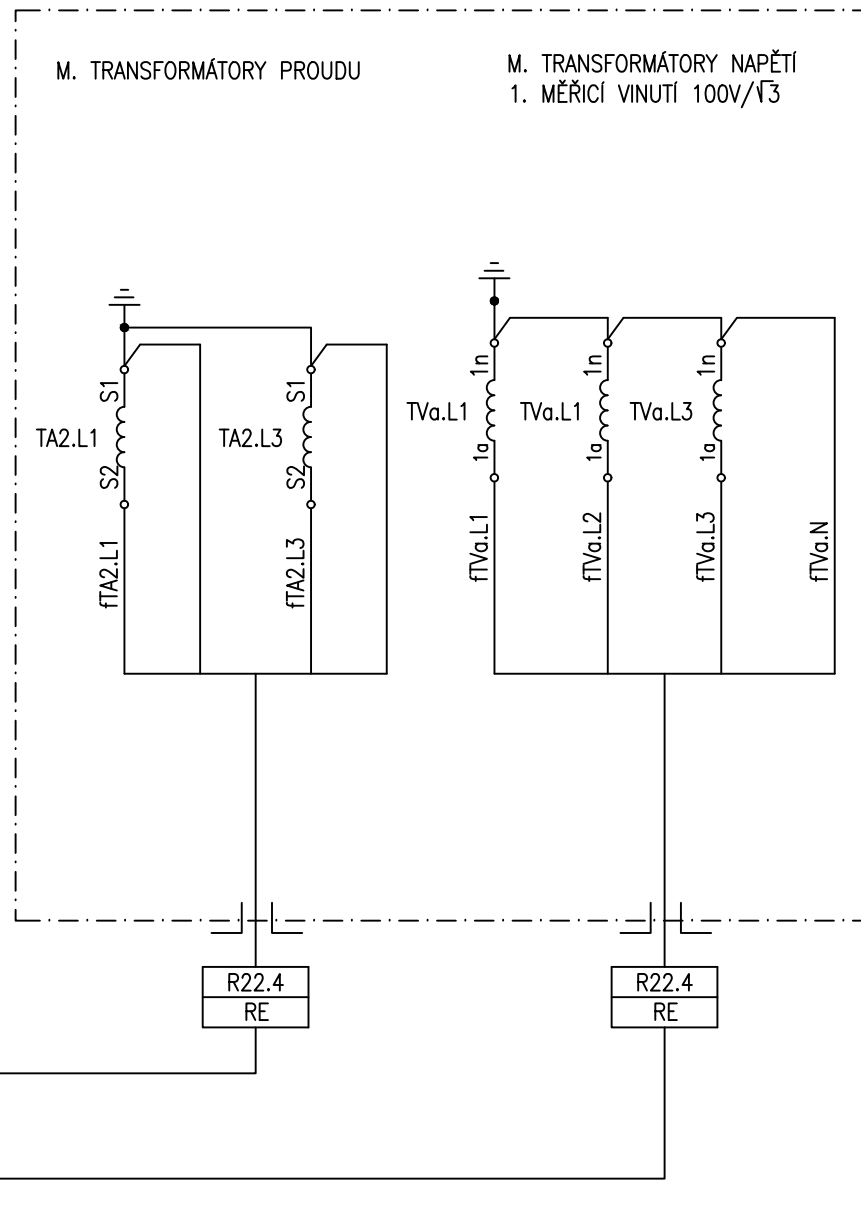 M. TRANSFORMÁTORY PROUDU
M. TRANSFORMÁTORY NAPĚTÍ
1. MĚŘICÍ VINUTÍ 100V/√3
S1
TA2.L1
S2
fTA2.L1
S1
TA2.L3
S2
fTA2.L3
1n
TVa.L1
1a
fTVa.L1
1n
TVa.L1
1a
fTVa.L2
1n
TVa.L3
1a
fTVa.L3
fTVa.N
R22.4
RE
R22.4
RE